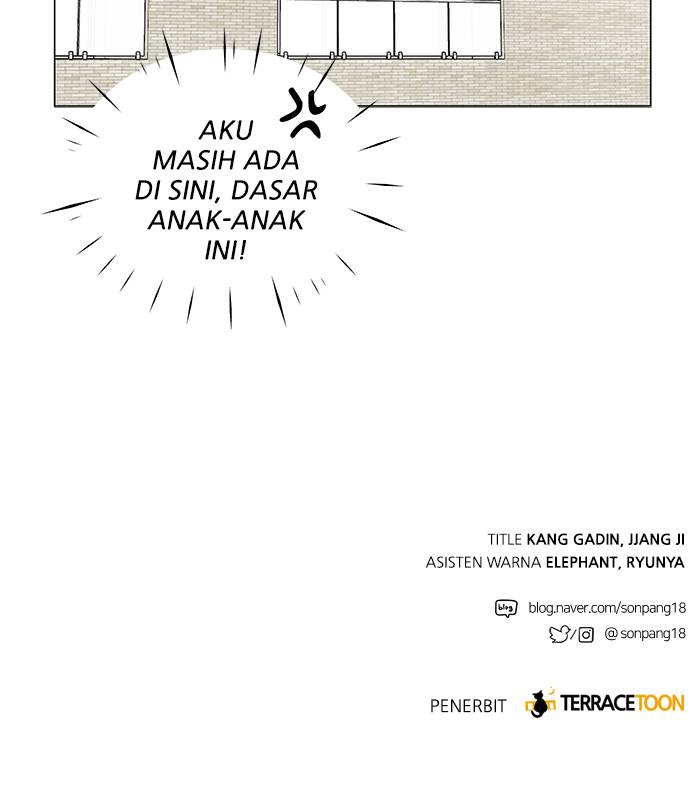 AKU
MASIH ADA
DI SINI, DASAR
ANAK-ANAK
INI!
TITLE KANG GADIN, JJANG JI
ASISTEN WARNA ELEPHANT, RYUNYA
blog blog.naver.com/sonpang18
/ @sonpang18
PENERBIT TERRACETOON